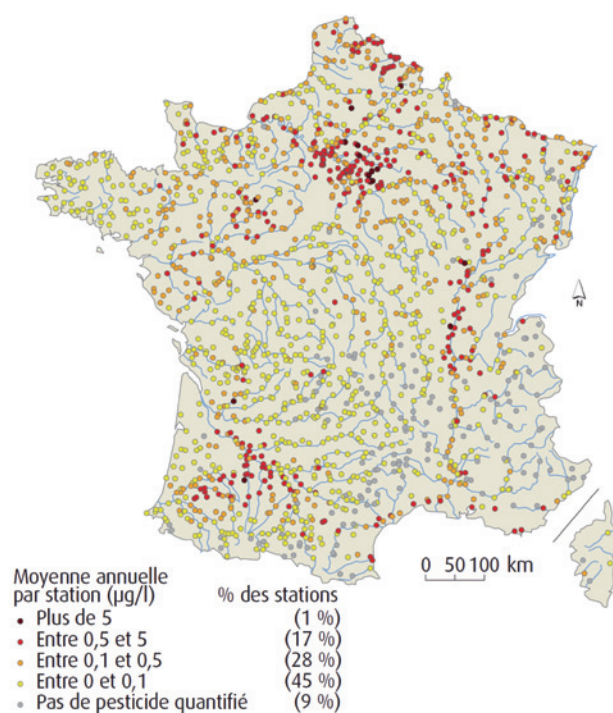 N
0 50 100 km
Moyenne annuelle
par station (µg/l) % des stations
Plus de 5 (1 %)
Entre 0,5 et 5 (17 %)
Entre 0,1 et 0,5 (28 %)
Entre 0 et 0,1 (45 %)
Pas de pesticide quantifié (9 %)